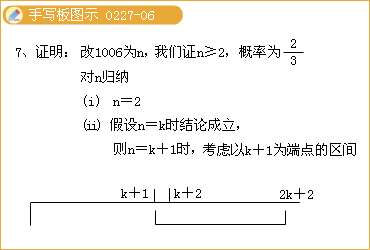 手写板图示 0227-06
7、证明: 改1006为n, 我们证n≥2, 概率为2/3
对n归纳
(i) n=2
(ii) 假设n=k时结论成立,
则n=k+1时, 考虑以k+1为端点的区间
k+1 k+2 2k+2